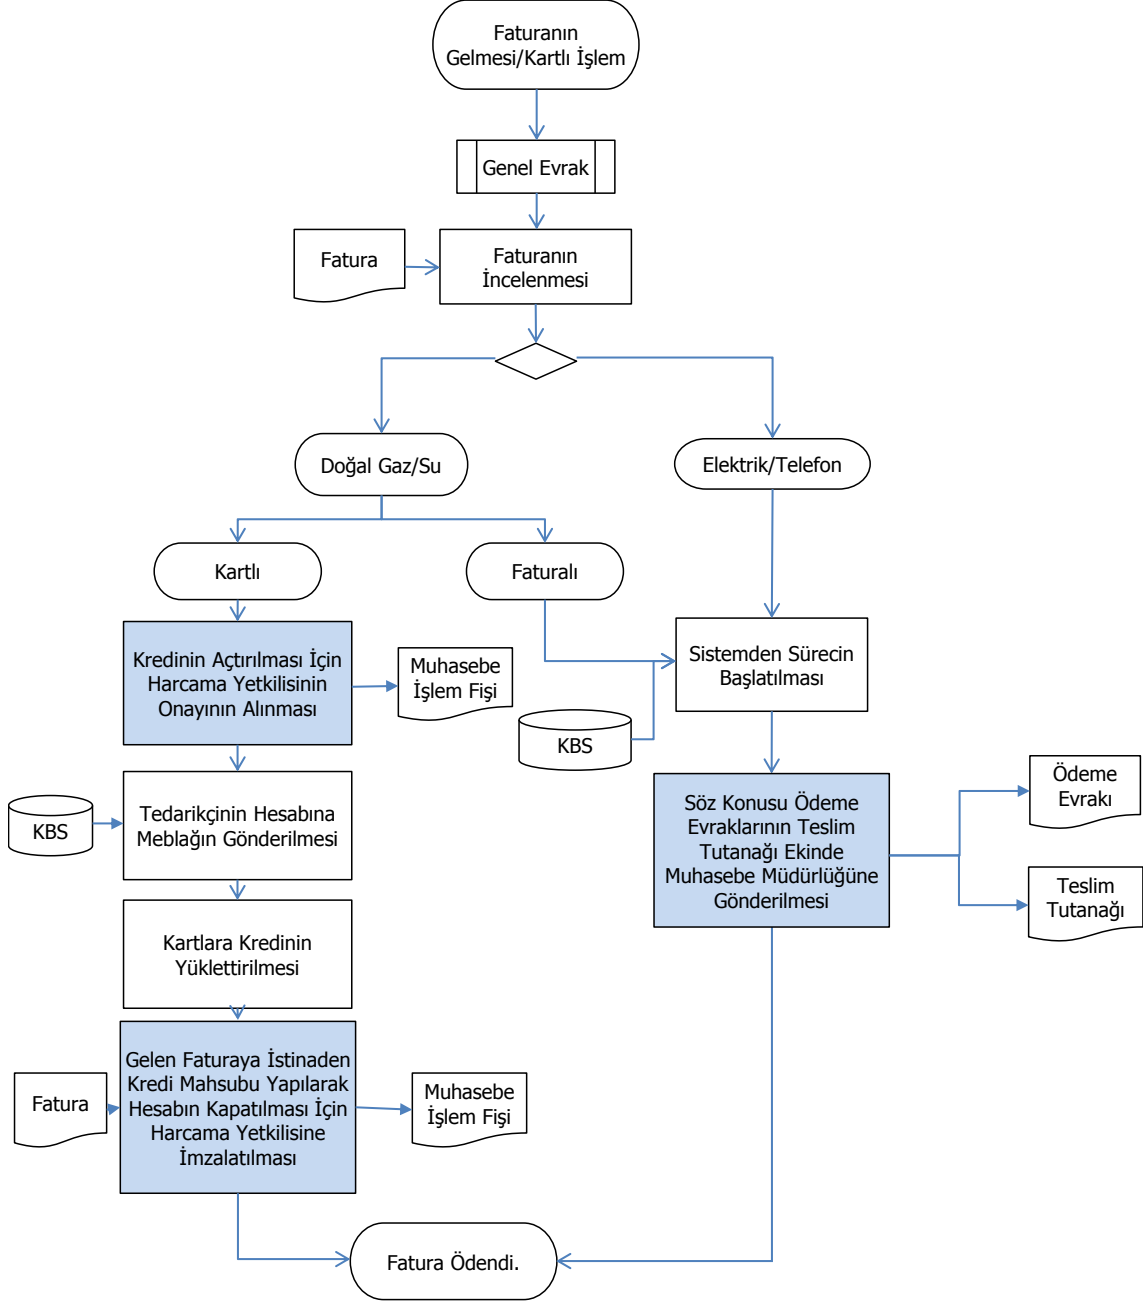 Faturanın
Gelmesi/Kartlı İşlem
Genel Evrak
Fatura
Faturanın
İncelenmesi
Doğal Gaz/Su
Elektrik/Telefon
Kartlı
Faturalı
Kredinin Açtırılması İçin
Harcama Yetkilisinin
Onayının Alınması
Muhasebe
İşlem Fişi
Sistemden Sürecin
Başlatılması
KBS
Tedarikçinin Hesabına
Meblağın Gönderilmesi
KBS
Söz Konusu Ödeme
Evraklarının Teslim
Tutanağı Ekinde
Muhasebe Müdürlüğüne
Gönderilmesi
Ödeme
Evrakı
Teslim
Tutanağı
Kartlara Kredinin
Yüklettirilmesi
Gelen Faturaya İstinaden
Kredi Mahsubu Yapılarak
Hesabın Kapatılması İçin
Harcama Yetkilisine
İmzalatılması
Fatura
Muhasebe
İşlem Fişi
Fatura Ödendi.